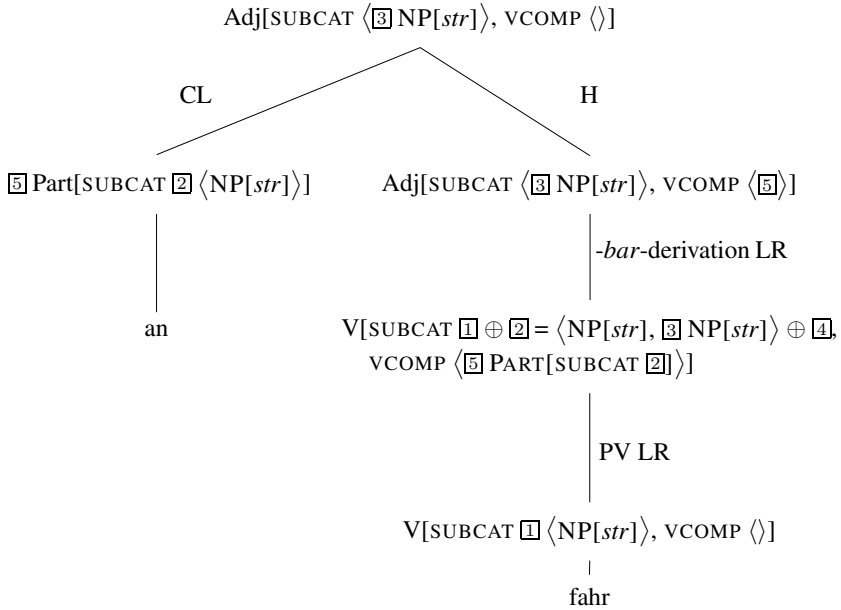 Adj[SUBCAT ⟨[3] NP[str]⟩, VCOMP ⟨⟩]
CL H
[5] Part[SUBCAT [2] ⟨NP[str]⟩] Adj[SUBCAT ⟨[3] NP[str]⟩, VCOMP ⟨[5]⟩]
-bar-derivation LR
an V[SUBCAT [1] ⊕ [2] = ⟨NP[str], [3] NP[str]⟩ ⊕ [4],
VCOMP ⟨[5] PART[SUBCAT [2]]⟩]
PV LR
V[SUBCAT [1] ⟨NP[str]⟩, VCOMP ⟨⟩]
fahr